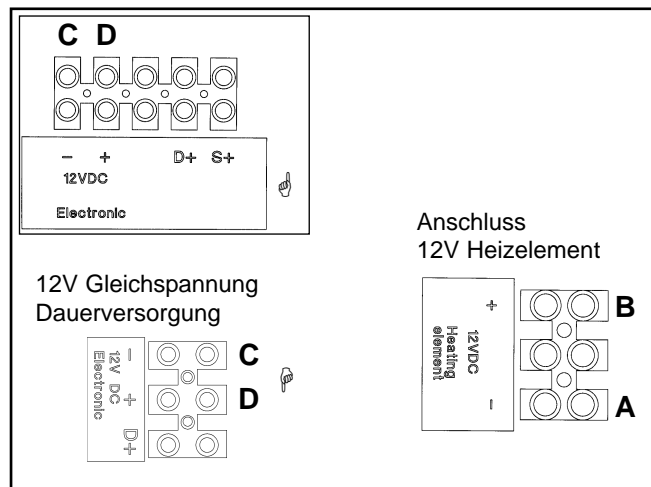 C D
– + D+ S+
12VDC
Electronic
Anschluss
12V Heizelement
12V Gleichspannung
Dauerversorgung
– + D+
12V DC
Electronic
C
D
+ –
12VDC
Heating
element
B
A